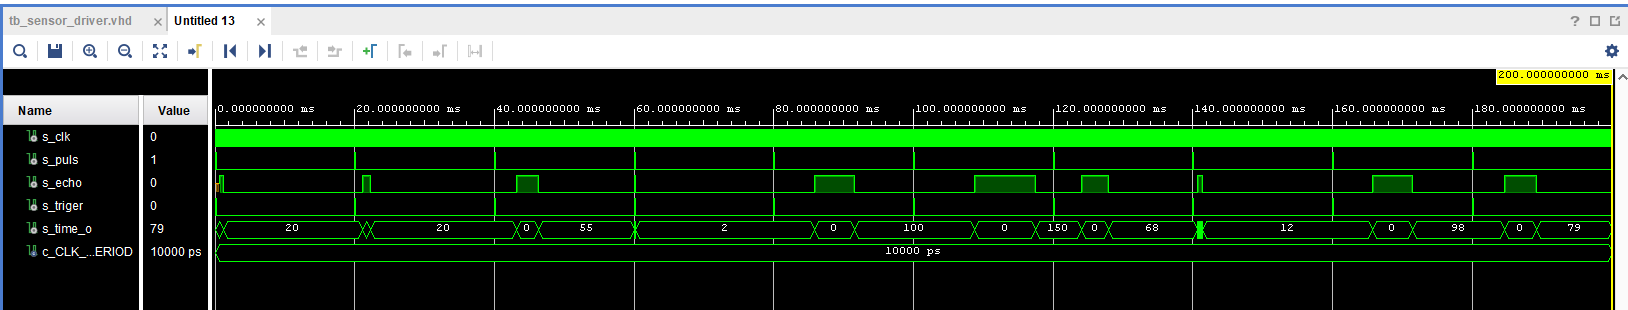 tb_sensor_driver.vhd × Untitled 13 × ?
200.000000000 ms
Name Value
0.000000000 ms 20.000000000 ms 40.000000000 ms 60.000000000 ms 80.000000000 ms 100.000000000 ms 120.000000000 ms 140.000000000 ms 160.000000000 ms 180.000000000 ms
s_clk 0
s_puls 1
s_echo 0
s_triger 0
s_time_o 79 20 20 0 55 2 0 100 0 150 0 68 12 0 98 0 79
c_CLK_...ERIOD 10000 ps 10000 ps